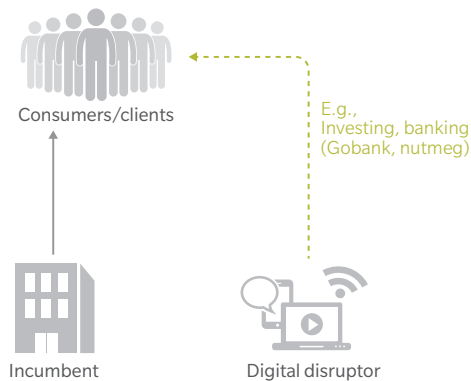 Consumers/clients
E.g.,
Investing, banking
(Gobank, nutmeg)
Incumbent
Digital disruptor